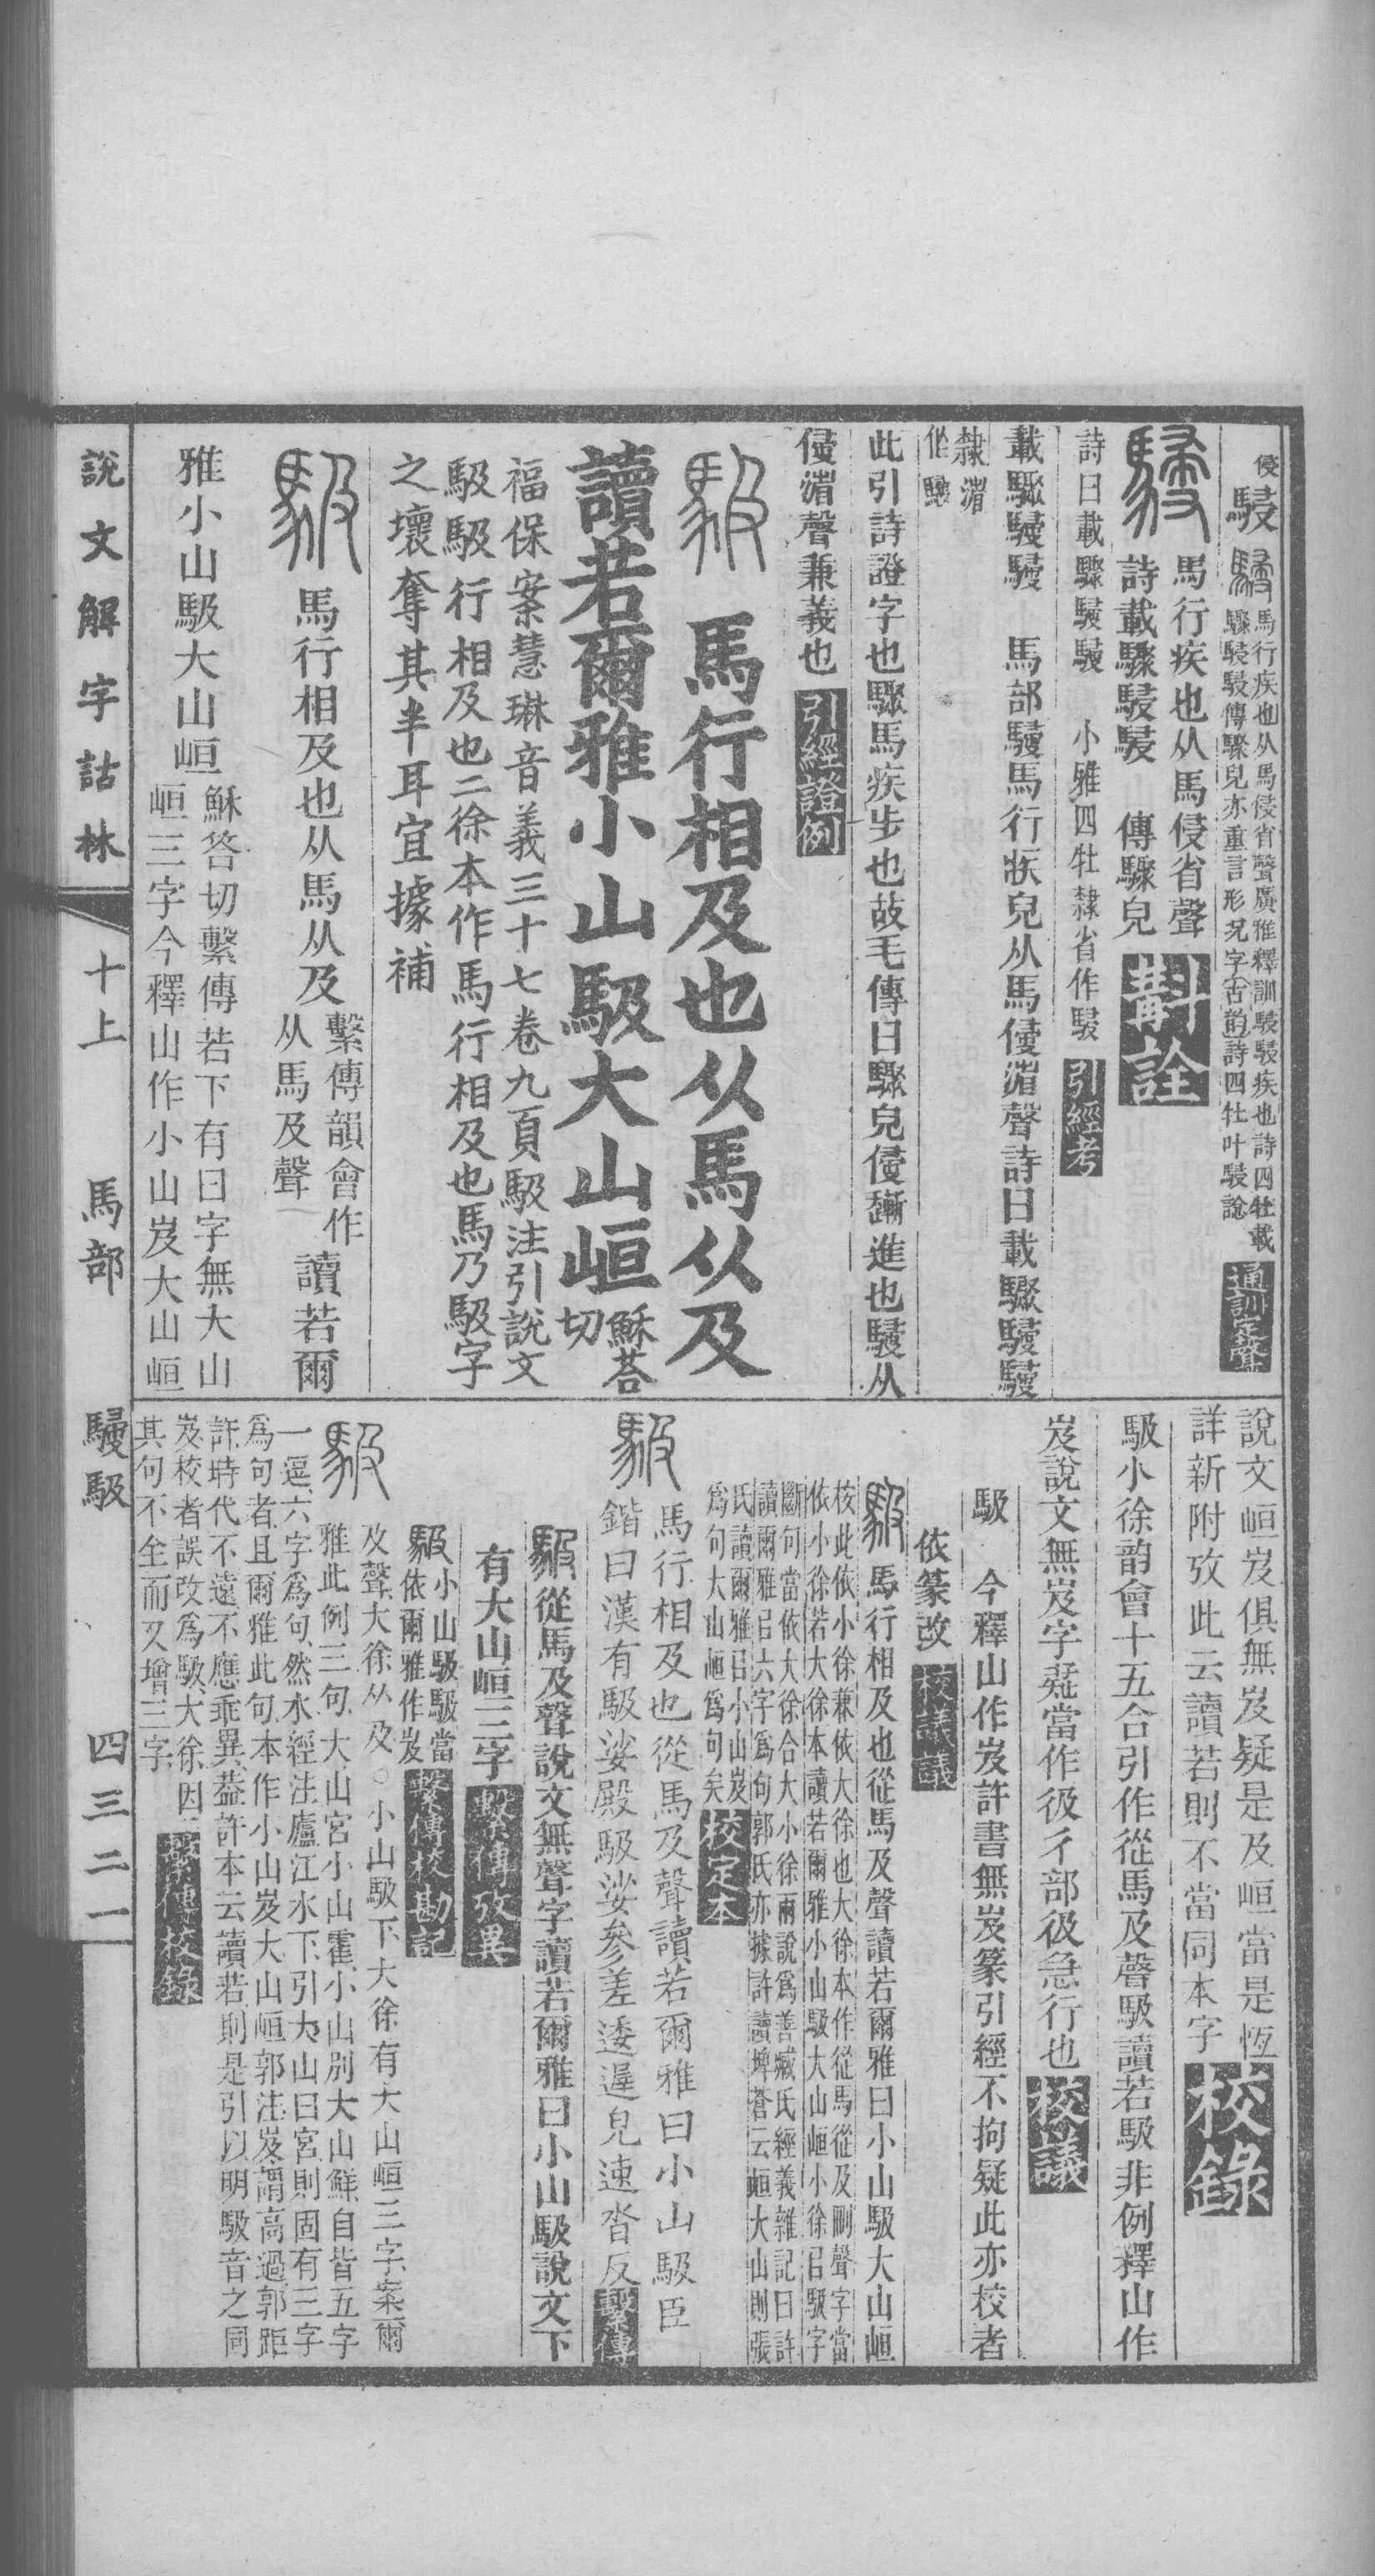 侵駸馬行疾也从馬侵省聲廣雅釋訓駸駸疾也詩四牡載
驟駸駸傳驟皃亦重言形況字古韵詩四牡叶駸諗通訓定聲
馬行疾也从馬侵省聲
詩載驟駸駸 傳驟皃斠詮
詩曰載驟駸駸 小雅四牡隸省作駸引經考
載驟駸駸 馬部駸馬行疾皃从馬侵渻聲詩曰載驟駸駸
隸渻
作駸
此引詩證字也驟馬疾步也故毛傳曰驟皃侵漸進也駸从
侵渻聲兼義也引經證例
馬行相及也从馬从及
讀若爾雅小山馺大山峘穌荅切
福保案慧琳音義三十七卷九頁馺注引說文
馺馺行相及也二徐本作馬行相及也馬乃馺字
之壞奪其半耳宜據補
馬行相及也从馬从及繫傳韻會作从馬及聲讀若爾
雅小山馺大山峘穌答切繫傳若下有曰字無大山
峘三字今釋山作小山岌大山峘
說文峘岌俱無岌疑是及峘當是恆
詳新附攷此云讀若則不當同本字校錄
馺小徐韵會十五合引作從馬及聲馺讀若馺非例釋山作
岌說文無岌字疑當作彶彳部彶急行也校議
馺 今釋山作岌許書無岌篆引經不拘疑此亦校者
依篆改校議議
馬行相及也從馬及聲讀若爾雅曰小山馺大山峘
按此依小徐兼依大徐也大徐本作從馬從及刪聲字當
依小徐若大徐本讀若爾雅小山馺大山峘小徐㠯馺字
斷句當依大徐合大小徐兩說爲善臧氏經義雜記曰許
讀爾雅㠯六字爲句郭氏亦據許讀埤蒼云峘大山則張
氏讀爾雅㠯小山岌
爲句大山峘爲句矣校定本
馬行相及也從馬及聲讀若爾雅曰小山馺臣
鍇曰漢有馺娑殿馺娑參差逶遲皃速沓反繫傳
馺從馬及聲說文無聲字讀若爾雅曰小山馺說文下
有大山峘三字繫傳攷異
馺小山馺馺當
依爾雅作岌繫傳校勘記
及聲大徐从及○小山馺下大徐有大山峘三字案爾
雅此例三句大山宮小山霍小山別大山鮮自皆五字
一逗六字爲句然水經注廬江水下引大山曰宮則固有三字
爲句者且爾雅此句本作小山岌大山峘郭注岌謂高過郭距
許時代不遠不應乖異葢許本云讀若則是引以明馺音之同
岌校者誤改爲馺大徐因
其句不全而又增三字繫傳校錄
說文解字詁林 十上 馬部 駸馺 四三二一